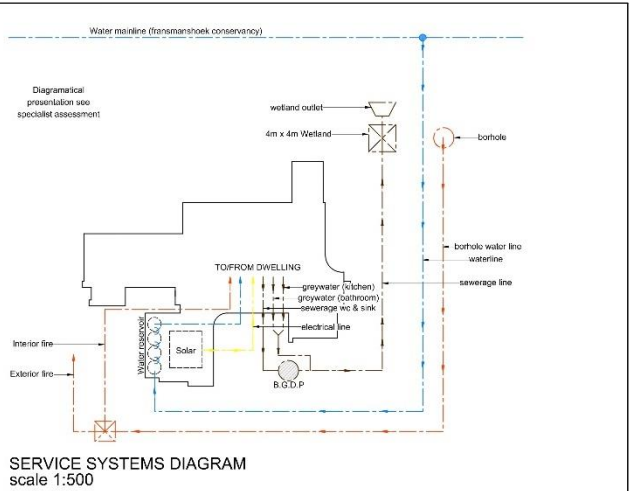 Water mainline (fransmanshoek conservancy)
Diagramatical
presentation see
specialist assessment
wetland outlet
4m x 4m Wetland
borhole
borhole water line
waterline
sewerage line
TO/FROM DWELLING
greywater (kitchen)
greywater (bathroom)
sewerage wc & sink
electrical line
Water reservoir
Solar
Interior fire
Exterior fire
B.G.D.P
SERVICE SYSTEMS DIAGRAM
scale 1:500